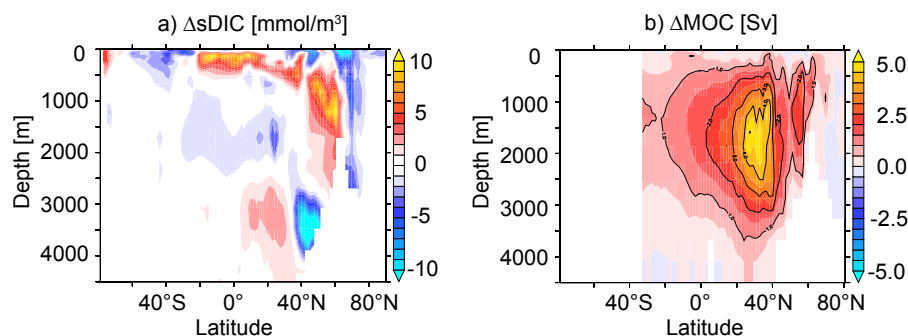 a) ΔsDIC [mmol/m³]
0
1000
2000
3000
4000
Depth [m]
40°S 0° 40°N 80°N
Latitude
10
5
0
-5
-10
b) ΔMOC [Sv]
0
1000
2000
3000
4000
Depth [m]
40°S 0° 40°N 80°N
Latitude
5.0
2.5
0.0
-2.5
-5.0